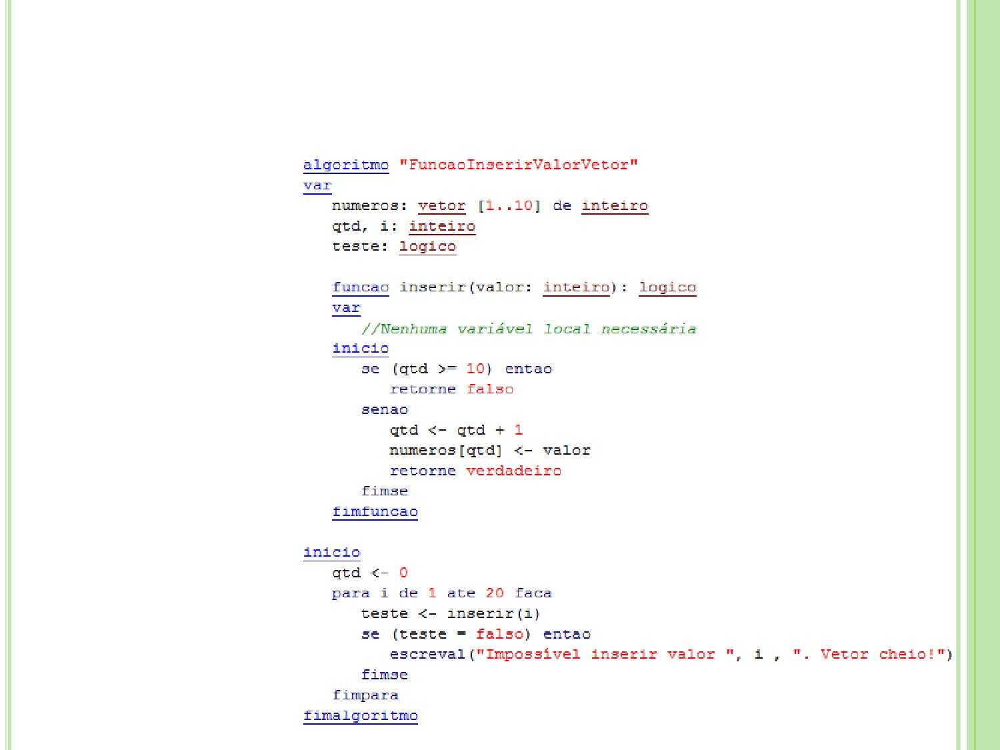 algoritmo "FuncaoInserirValorVetor"
var
numeros: vetor [1..10] de inteiro
qtd, i: inteiro
teste: logico
funcao inserir(valor: inteiro): logico
var
//Nenhuma variável local necessária
inicio
se (qtd >= 10) entao
retorne falso
senao
qtd <- qtd + 1
numeros[qtd] <- valor
retorne verdadeiro
fimse
fimfuncao
inicio
qtd <- 0
para i de 1 ate 20 faca
teste <- inserir(i)
se (teste = falso) entao
escreval("Impossível inserir valor ", i , ". Vetor cheio!")
fimse
fimpara
fimalgoritmo